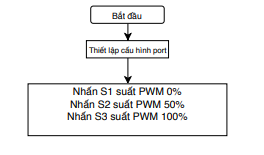 Bắt đầu
Thiết lập cấu hình port
Nhấn S1 suất PWM 0%
Nhấn S2 suất PWM 50%
Nhấn S3 suất PWM 100%